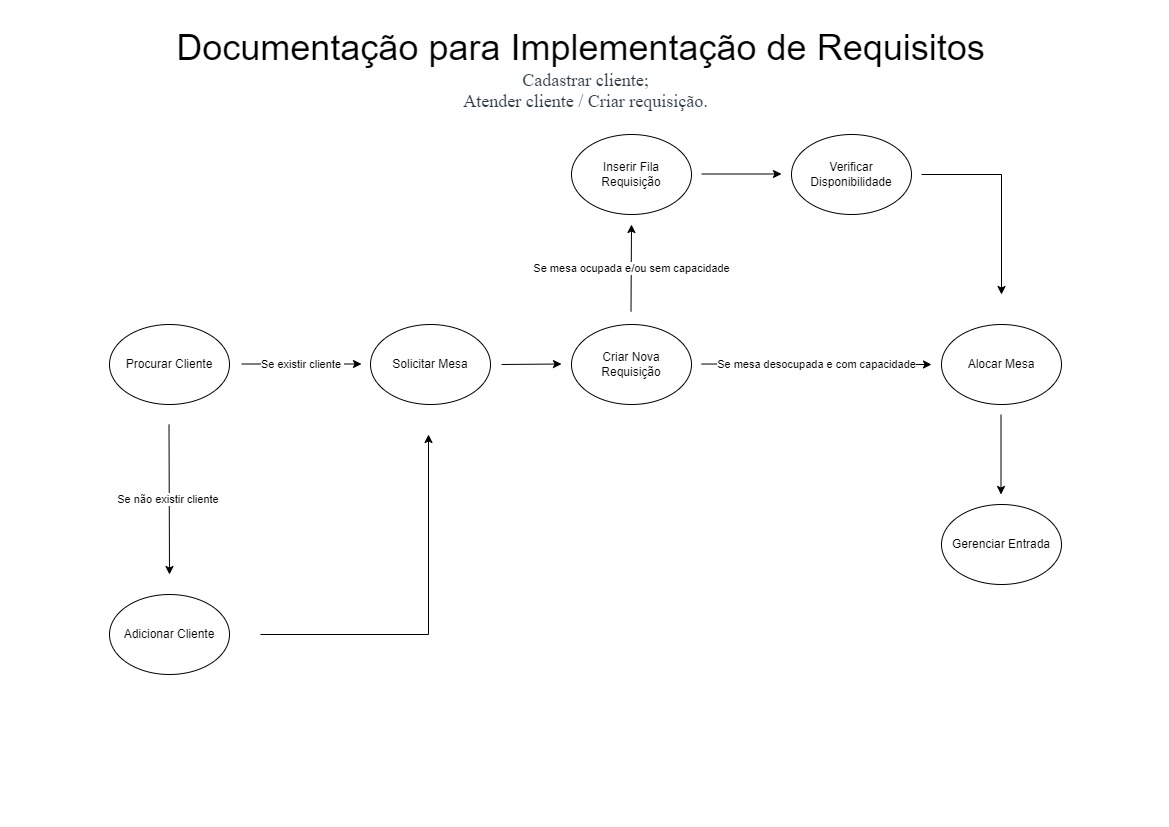 Documentação para Implementação de Requisitos
Cadastrar cliente;
Atender cliente / Criar requisição.
Inserir Fila
Requisição
Verificar
Disponibilidade
Se mesa ocupada e/ou sem capacidade
Procurar Cliente
Se existir cliente
Solicitar Mesa
Criar Nova
Requisição
Se mesa desocupada e com capacidade
Alocar Mesa
Se não existir cliente
Gerenciar Entrada
Adicionar Cliente